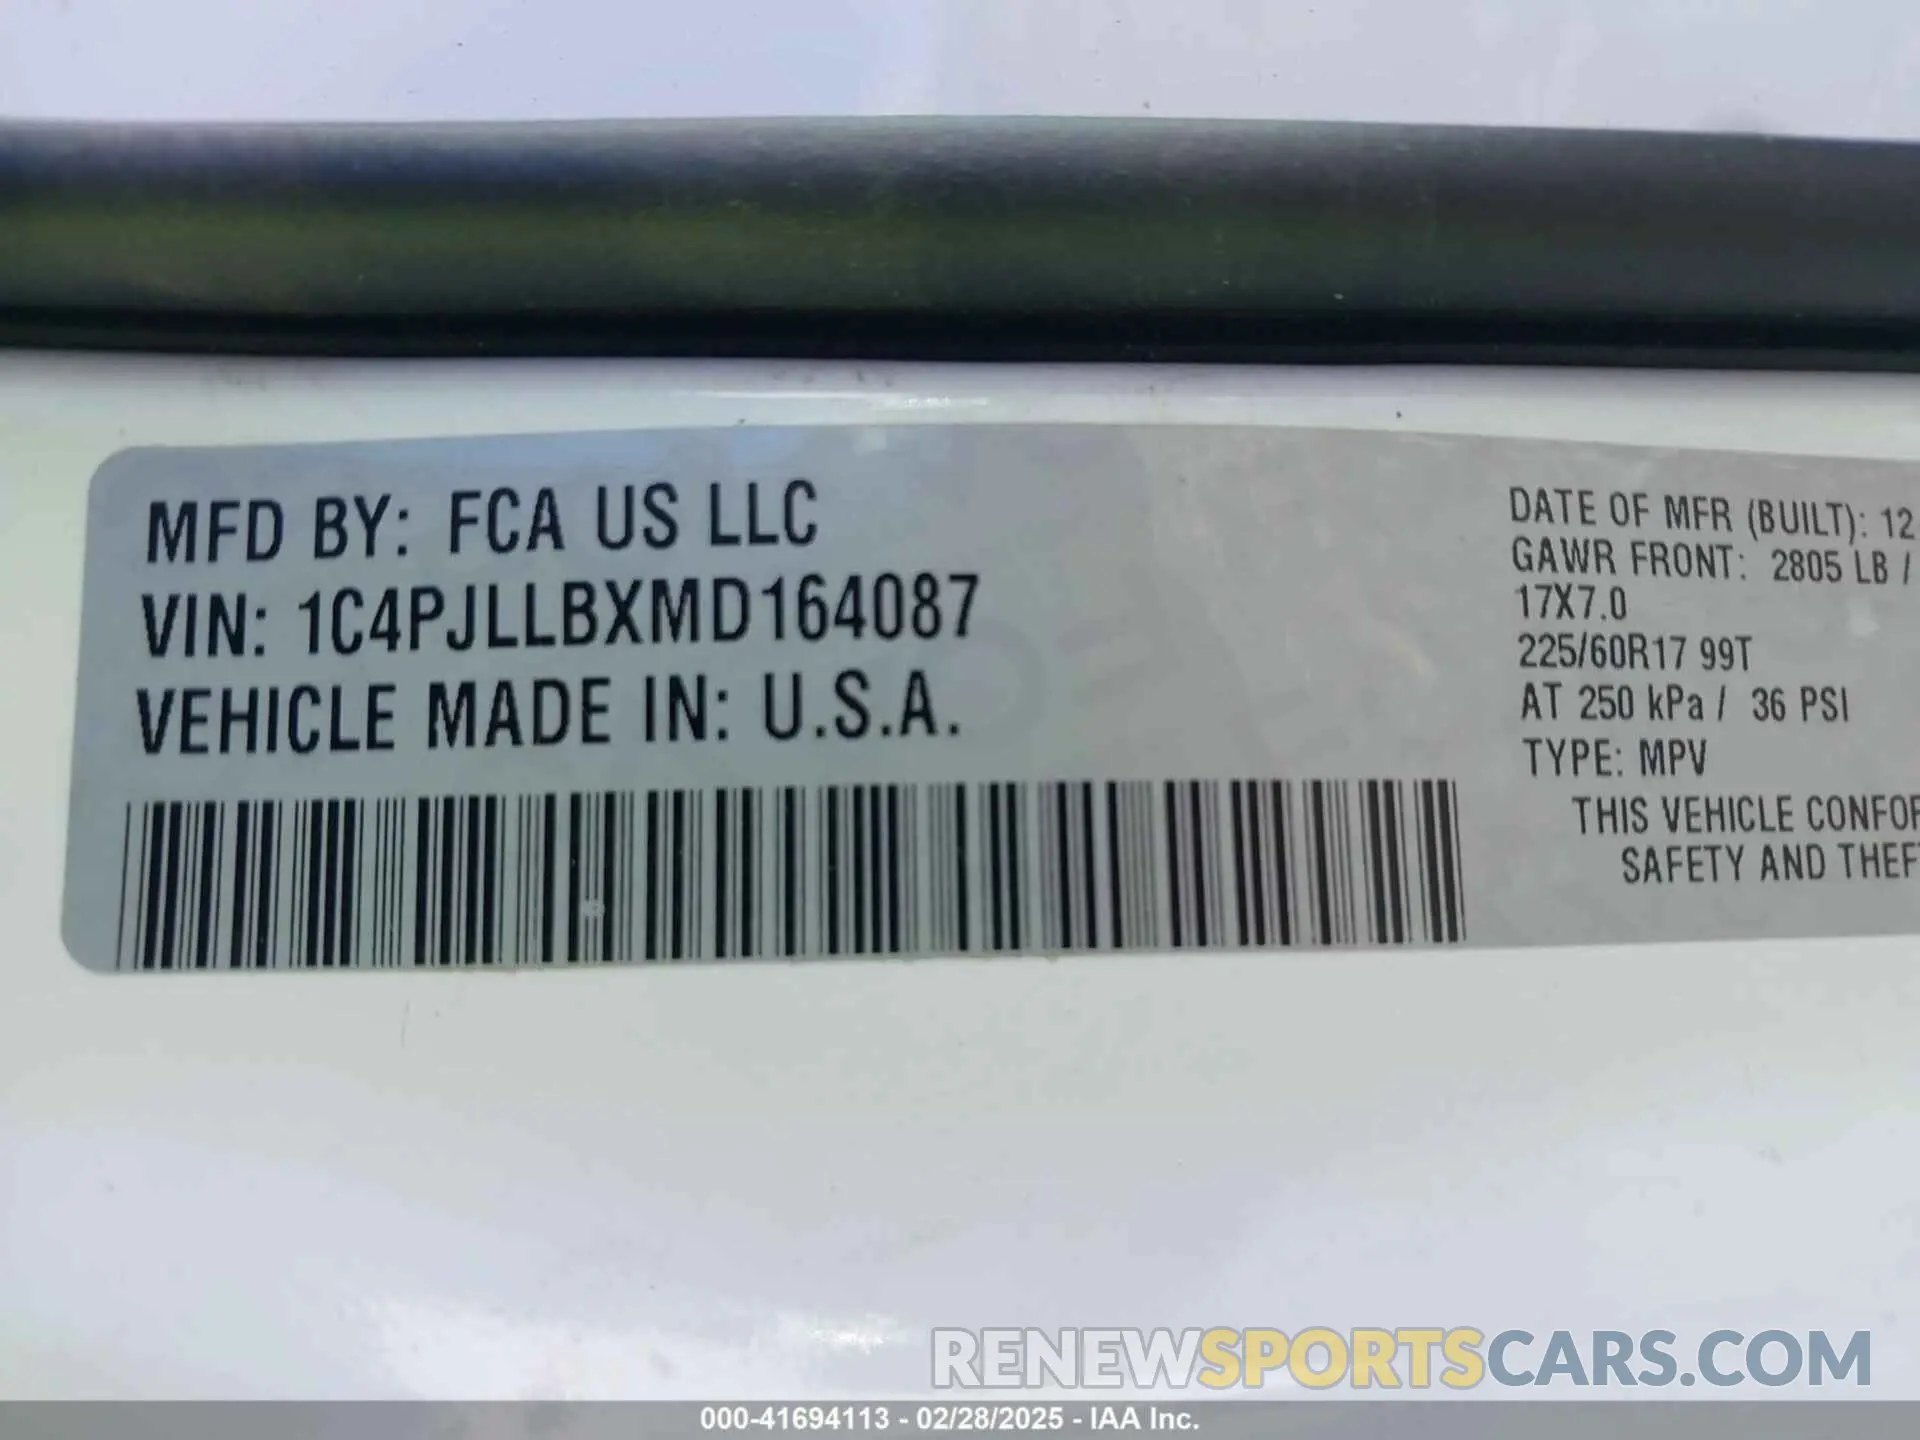 MFD BY: FCA US LLC
VIN: 1C4PJLLBXMD164087
VEHICLE MADE IN: U.S.A.
DATE OF MFR (BUILT): 12
GAWR FRONT: 2805 LB /
17X7.0
225/60R17 99T
AT 250 kPa / 36 PSI
TYPE: MPV
THIS VEHICLE CONFOR
SAFETY AND THEF
RENEWSPORTSCARS.COM
000-41694113 - 02/28/2025 - IAA Inc.